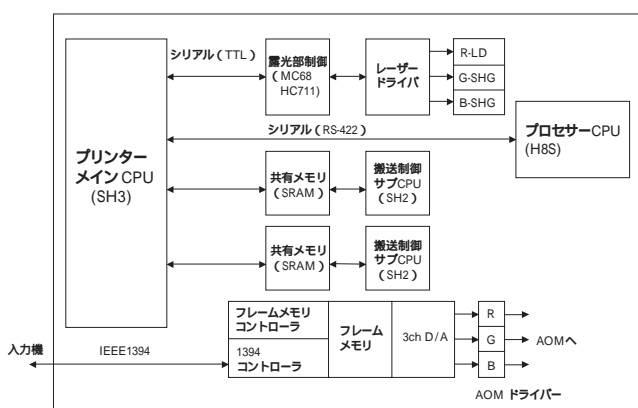 シリアル(TTL)
露光部制御
(MC68
HC711)
レーザー
ドライバ
R-LD
G-SHG
B-SHG
シリアル(RS-422)
プロセサーCPU
(H8S)
プリンター
メインCPU
(SH3)
共有メモリ
(SRAM)
搬送制御
サブCPU
(SH2)
共有メモリ
(SRAM)
搬送制御
サブCPU
(SH2)
フレームメモリ
コントローラ
1394
コントローラ
フレーム
メモリ
3ch D/A
R
G
B
AOMへ
入力機
IEEE1394
AOM ドライバー